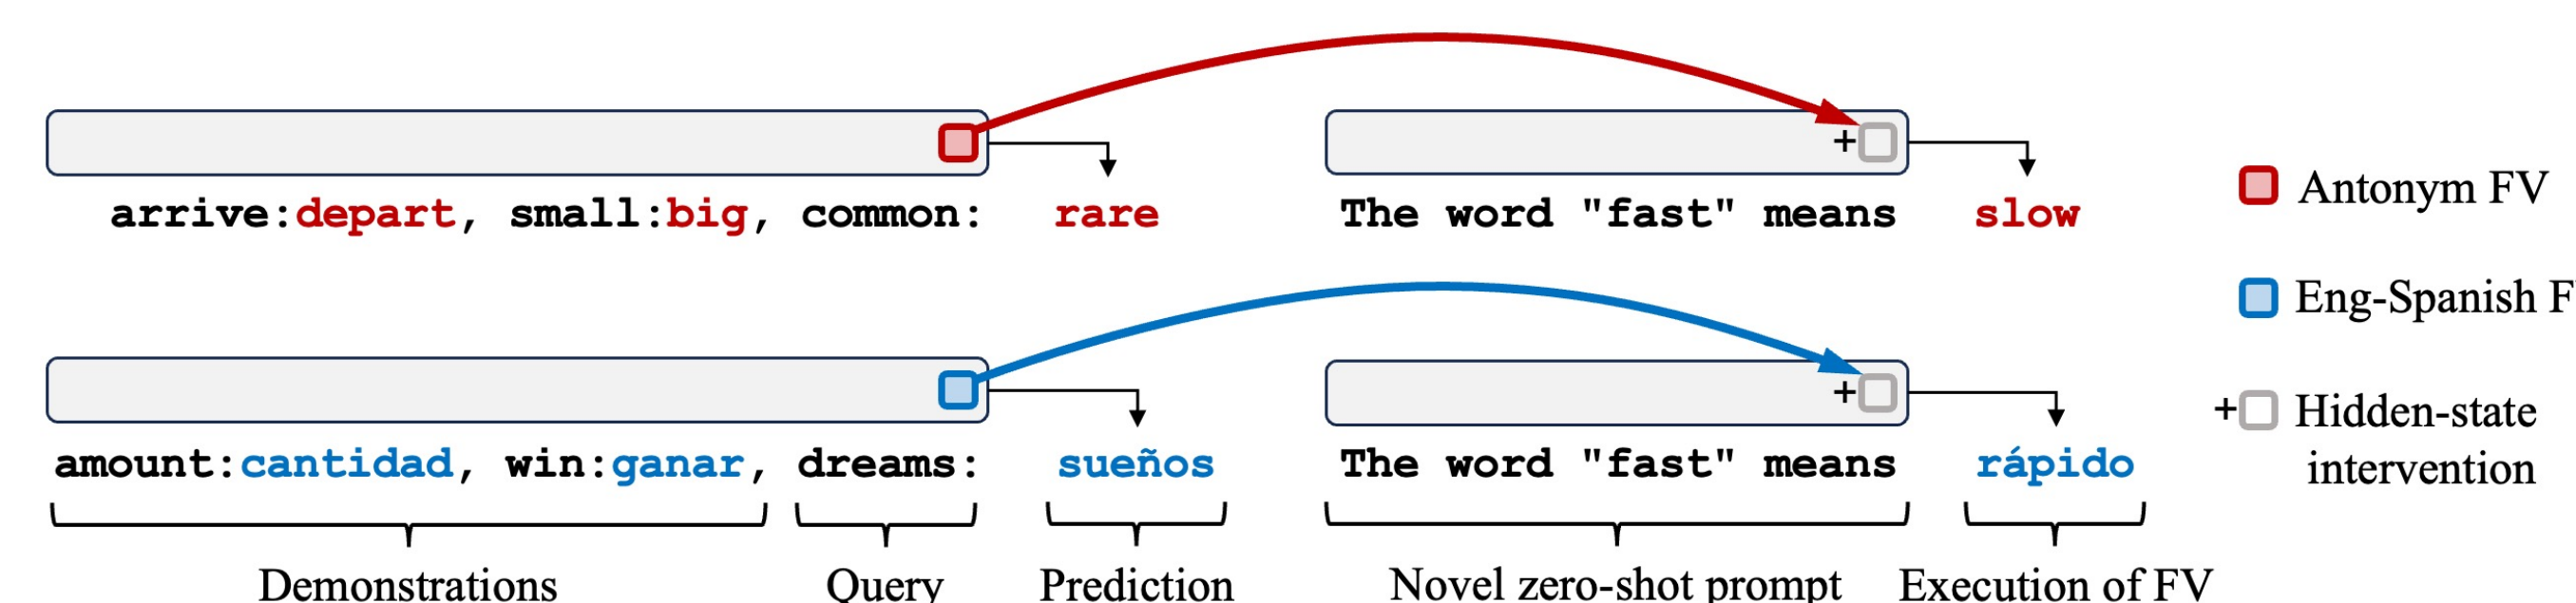 arrive:depart, small:big, common: rare
The word "fast" means slow
amount:cantidad, win:ganar, dreams: sueños
The word "fast" means rápido
Demonstrations
Query
Prediction
Novel zero-shot prompt
Execution of FV
Antonym FV
Eng-Spanish F
+ Hidden-state
intervention